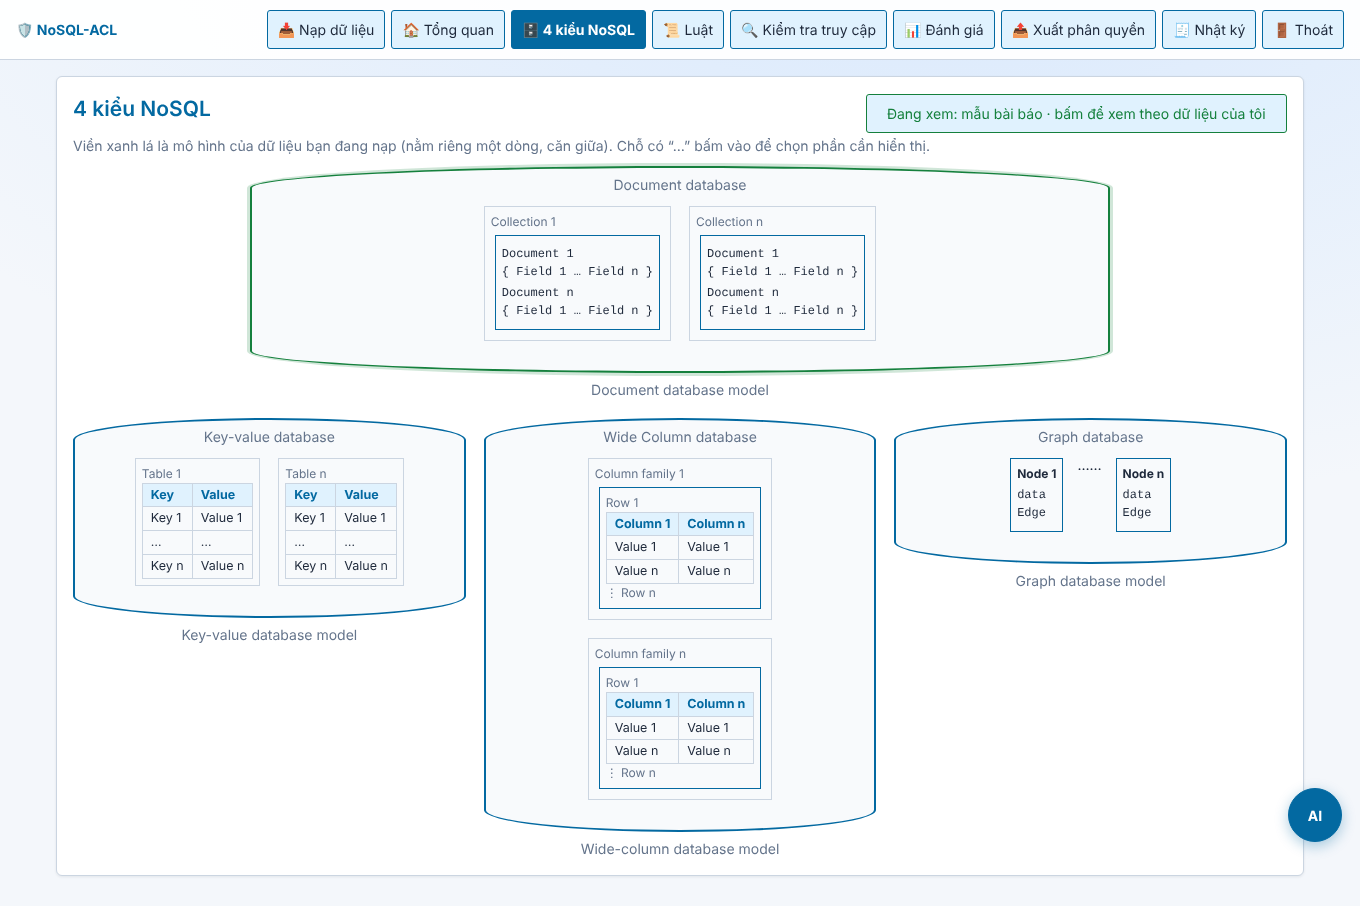 🛡️ NoSQL-ACL
📥 Nạp dữ liệu
🏠 Tổng quan
🗄️ 4 kiểu NoSQL
📜 Luật
🔍 Kiểm tra truy cập
📊 Đánh giá
📤 Xuất phân quyền
🧾 Nhật ký
🚪 Thoát
4 kiểu NoSQL
Đang xem: mẫu bài báo · bấm để xem theo dữ liệu của tôi
Viền xanh lá là mô hình của dữ liệu bạn đang nạp (nằm riêng một dòng, căn giữa). Chỗ có “…” bấm vào để chọn phần cần hiển thị.
Document database
Collection 1
Document 1
{ Field 1 … Field n }
Document n
{ Field 1 … Field n }
Collection n
Document 1
{ Field 1 … Field n }
Document n
{ Field 1 … Field n }
Document database model
Key-value database
Table 1
Key Value
Key 1 Value 1
… …
Key n Value n
Table n
Key Value
Key 1 Value 1
… …
Key n Value n
Key-value database model
Wide Column database
Column family 1
Row 1
Column 1 Column n
Value 1 Value 1
Value n Value n
⋮ Row n
Column family n
Row 1
Column 1 Column n
Value 1 Value 1
Value n Value n
⋮ Row n
Wide-column database model
Graph database
Node 1
data
Edge
……
Node n
data
Edge
Graph database model
AI